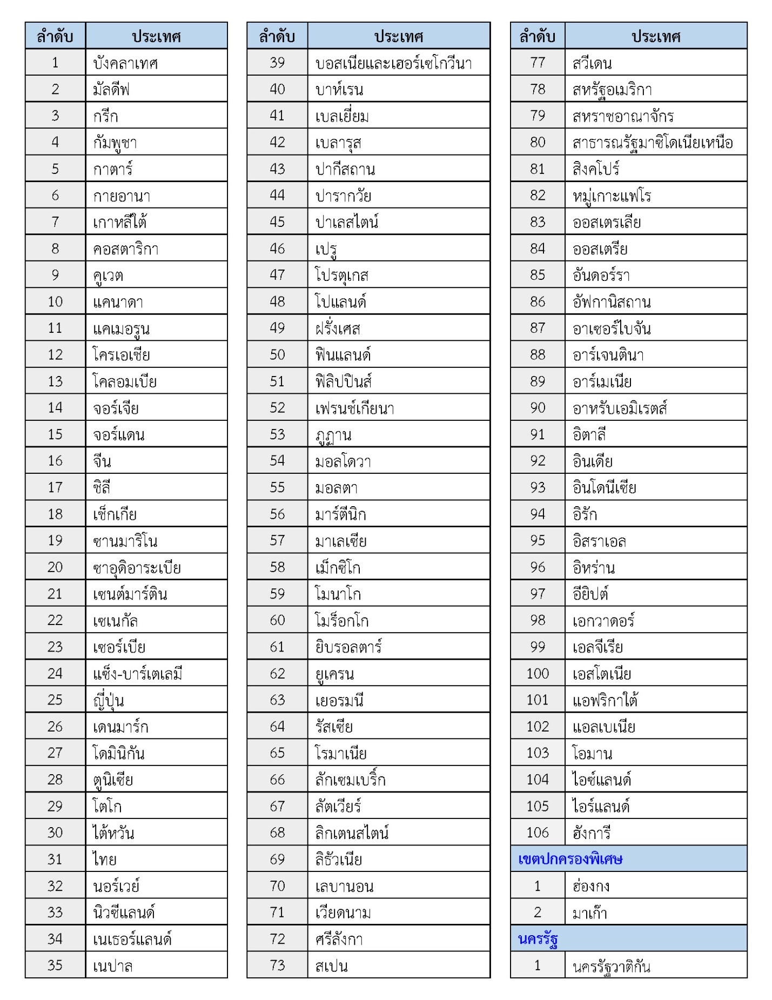 ลำดับ ประเทศ
1 บังคลาเทศ
2 มัลดีฟ
3 กรีก
4 กัมพูชา
5 กาตาร์
6 กายอานา
7 เกาหลีใต้
8 คอสตาริกา
9 คูเวต
10 แคนาดา
11 แคเมอรูน
12 โครเอเชีย
13 โคลอมเบีย
14 จอร์เจีย
15 จอร์แดน
16 จีน
17 ชิลี
18 เช็กเกีย
19 ซานมาริโน
20 ซาอุดิอาระเบีย
21 เซนต์มาร์ติน
22 เซเนกัล
23 เซอร์เบีย
24 แซ็ง-บาร์เตเลมี
25 ญี่ปุ่น
26 เดนมาร์ก
27 โดมินิกัน
28 ตูนิเซีย
29 โตโก
30 ไต้หวัน
31 ไทย
32 นอร์เวย์
33 นิวซีแลนด์
34 เนเธอร์แลนด์
35 เนปาล
ลำดับ ประเทศ
39 บอสเนียและเฮอร์เซโกวีนา
40 บาห์เรน
41 เบลเยี่ยม
42 เบลารุส
43 ปากีสถาน
44 ปารากวัย
45 ปาเลสไตน์
46 เปรู
47 โปรตุเกส
48 โปแลนด์
49 ฝรั่งเศส
50 ฟินแลนด์
51 ฟิลิปปินส์
52 เฟรนช์เกียนา
53 ภูฏาน
54 มอลโดวา
55 มอลตา
56 มาร์ตีนิก
57 มาเลเซีย
58 เม็กซิโก
59 โมนาโก
60 โมร็อกโก
61 ยิบรอลตาร์
62 ยูเครน
63 เยอรมนี
64 รัสเซีย
65 โรมาเนีย
66 ลักเซมเบริ์ก
67 ลัตเวียร์
68 ลิกเตนสไตน์
69 ลิธัวเนีย
70 เลบานอน
71 เวียดนาม
72 ศรีลังกา
73 สเปน
ลำดับ ประเทศ
77 สวีเดน
78 สหรัฐอเมริกา
79 สหราชอาณาจักร
80 สาธารณรัฐมาซิโดเนียเหนือ
81 สิงคโปร์
82 หมู่เกาะแฟโร
83 ออสเตรเลีย
84 ออสเตรีย
85 อันดอร์รา
86 อัฟกานิสถาน
87 อาเซอร์ไบจัน
88 อาร์เจนตินา
89 อาร์เมเนีย
90 อาหรับเอมิเรตส์
91 อิตาลี
92 อินเดีย
93 อินโดนีเซีย
94 อิรัก
95 อิสราเอล
96 อิหร่าน
97 อียิปต์
98 เอกวาดอร์
99 เอลจีเรีย
100 เอสโตเนีย
101 แอฟริกาใต้
102 แอลเบเนีย
103 โอมาน
104 ไอซ์แลนด์
105 ไอร์แลนด์
106 ฮังการี
เขตปกครองพิเศษ
1 ฮ่องกง
2 มาเก๊า
นครรัฐ
1 นครรัฐวาติกัน